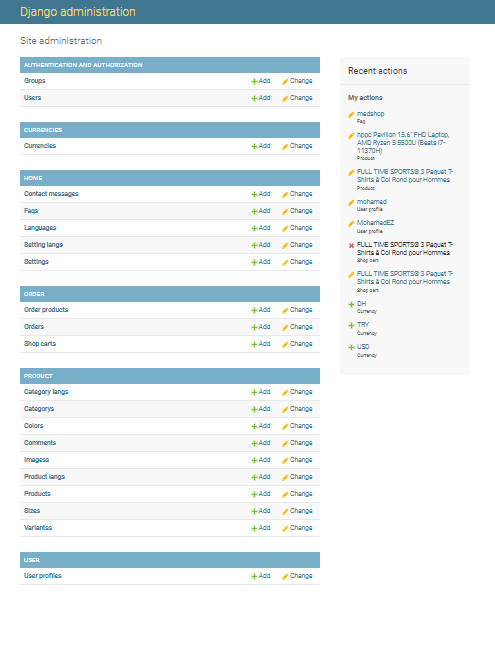 Django administration
Site administration
AUTHENTICATION AND AUTHORIZATION
Groups Add Change
Users Add Change
CURRENCIES
Currencies Add Change
HOME
Contact messages Add Change
Faqs Add Change
Languages Add Change
Setting langs Add Change
Settings Add Change
ORDER
Order products Add Change
Orders Add Change
Shop carts Add Change
PRODUCT
Category langs Add Change
Categorys Add Change
Colors Add Change
Comments Add Change
Imagess Add Change
Product langs Add Change
Products Add Change
Sizes Add Change
Variantss Add Change
USER
User profiles Add Change
Recent actions
My actions
medshop
Faq
hppc Pavilion 15.6" FHD Laptop,
AMD Ryzen 5 5500U (Beats i7-
11370H)
Product
FULL TIME SPORTS® 3 Paquet T-
Shirts à Col Rond pour Hommes
Product
mohamed
User profile
MohamedEZ
User profile
FULL TIME SPORTS® 3 Paquet T-
Shirts à Col Rond pour Hommes
Shop cart
FULL TIME SPORTS® 3 Paquet T-
Shirts à Col Rond pour Hommes
Shop cart
DH
Currency
TRY
Currency
USD
Currency